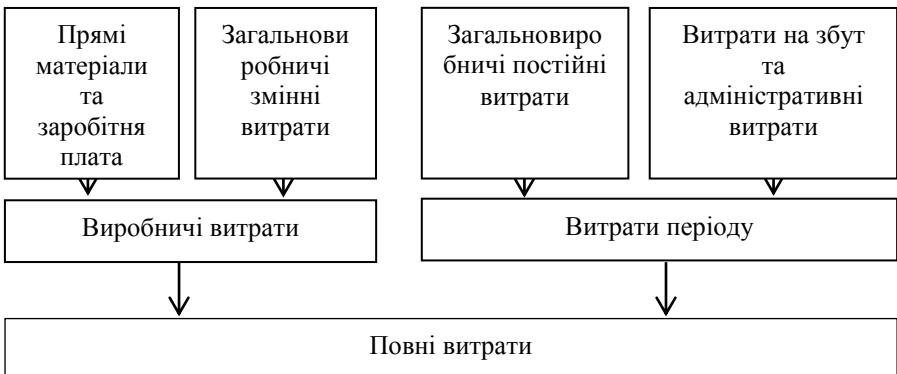 Прямі
матеріали
та
заробітня
плата
Загальнови
робничі
змінні
витрати
Загальновиро
бничі постійні
витрати
Витрати на збут
та
адміністративні
витрати
Виробничі витрати
Витрати періоду
Повні витрати